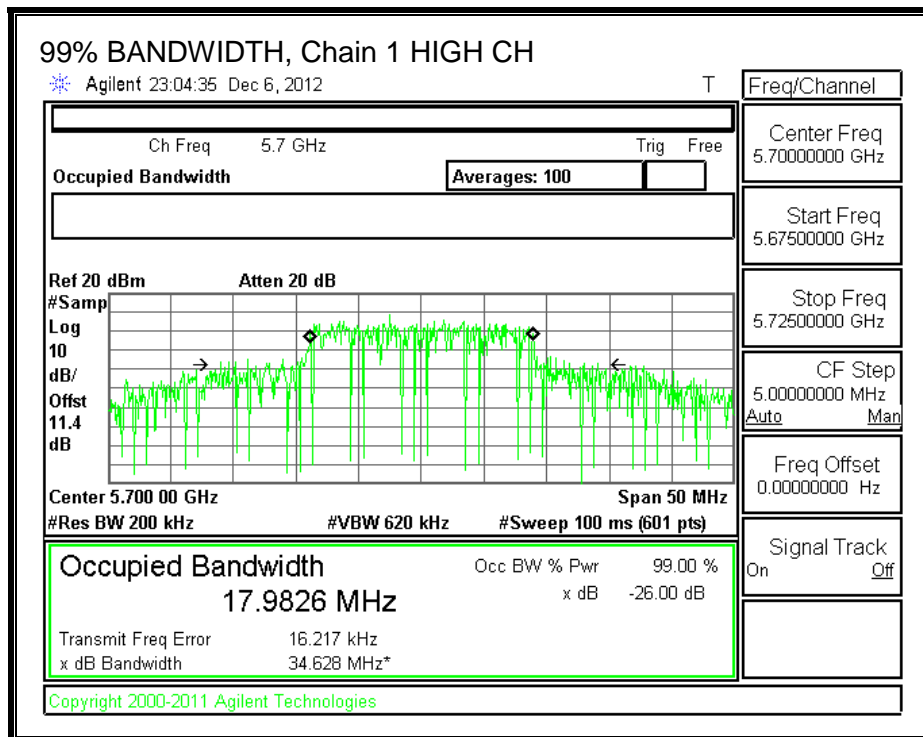 99% BANDWIDTH, Chain 1 HIGH CH
Agilent 23:04:35 Dec 6, 2012 T
Freq/Channel
Ch Freq 5.7 GHz Trig Free
Occupied Bandwidth Averages: 100
Center Freq
5.70000000 GHz
Start Freq
5.67500000 GHz
Stop Freq
5.72500000 GHz
CF Step
5.00000000 MHz
Auto Man
Freq Offset
0.00000000 Hz
Signal Track
On Off
Ref 20 dBm Atten 20 dB
#Samp
Log
10
dB/
Offst
11.4
dB
Center 5.700 00 GHz Span 50 MHz
#Res BW 200 kHz #VBW 620 kHz #Sweep 100 ms (601 pts)
Occupied Bandwidth
17.9826 MHz
Occ BW % Pwr 99.00 %
x dB -26.00 dB
Transmit Freq Error 16.217 kHz
x dB Bandwidth 34.628 MHz*
Copyright 2000-2011 Agilent Technologies